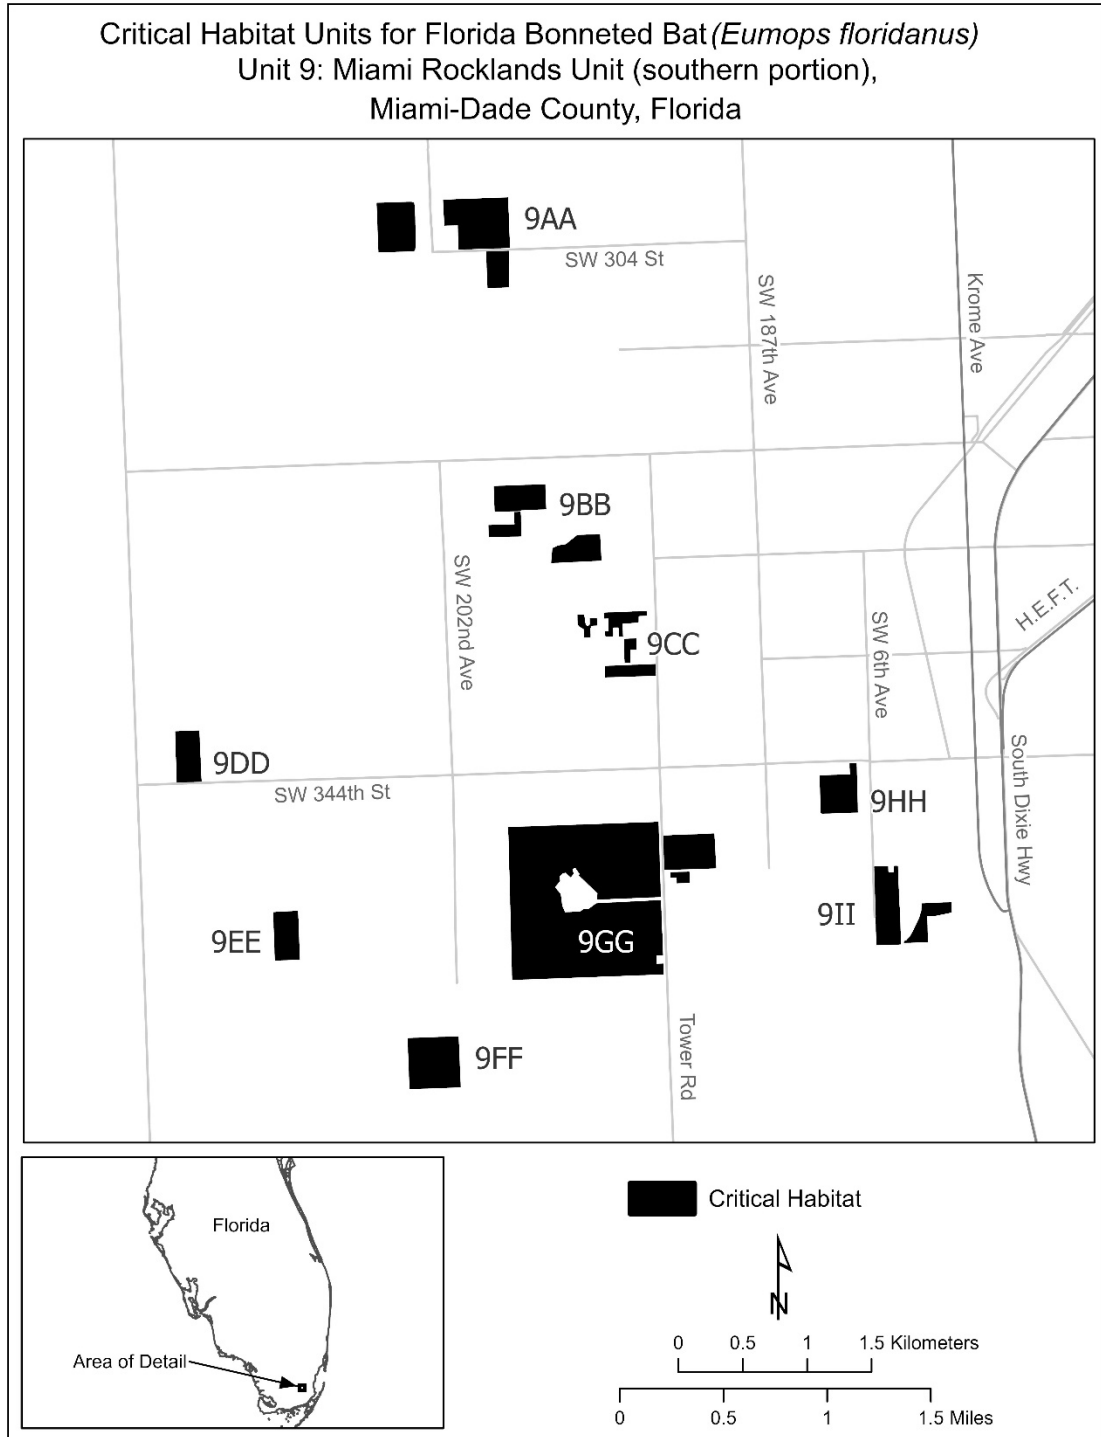 Critical Habitat Units for Florida Bonneted Bat (Eumops floridanus)
Unit 9: Miami Rocklands Unit (southern portion),
Miami-Dade County, Florida
9AA
SW 304 St
SW 187th Ave
Krome Ave
9BB
SW 202nd Ave
H.E.F.T.
9CC
SW 6th Ave
9DD
SW 344th St
South Dixie Hwy
9HH
9II
9EE
9GG
9FF
Tower Rd
Florida
Area of Detail
Critical Habitat
N
0 0.5 1 1.5 Kilometers
0 0.5 1 1.5 Miles